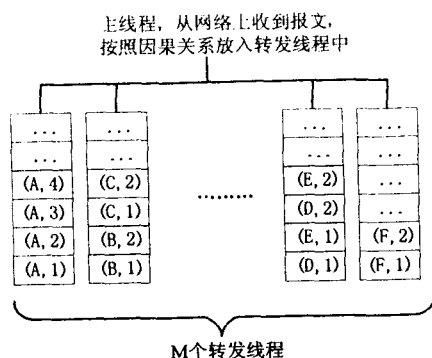 主线程，从网络上收到报文，
按照因果关系放入转发线程中
... ... ... ...
... ... ... ...
(A, 4) (C, 2) (E, 2) ...
(A, 3) (C, 1) (D, 2) ...
(A, 2) (B, 2) (E, 1) (F, 2)
(A, 1) (B, 1) (D, 1) (F, 1)
.........
M个转发线程